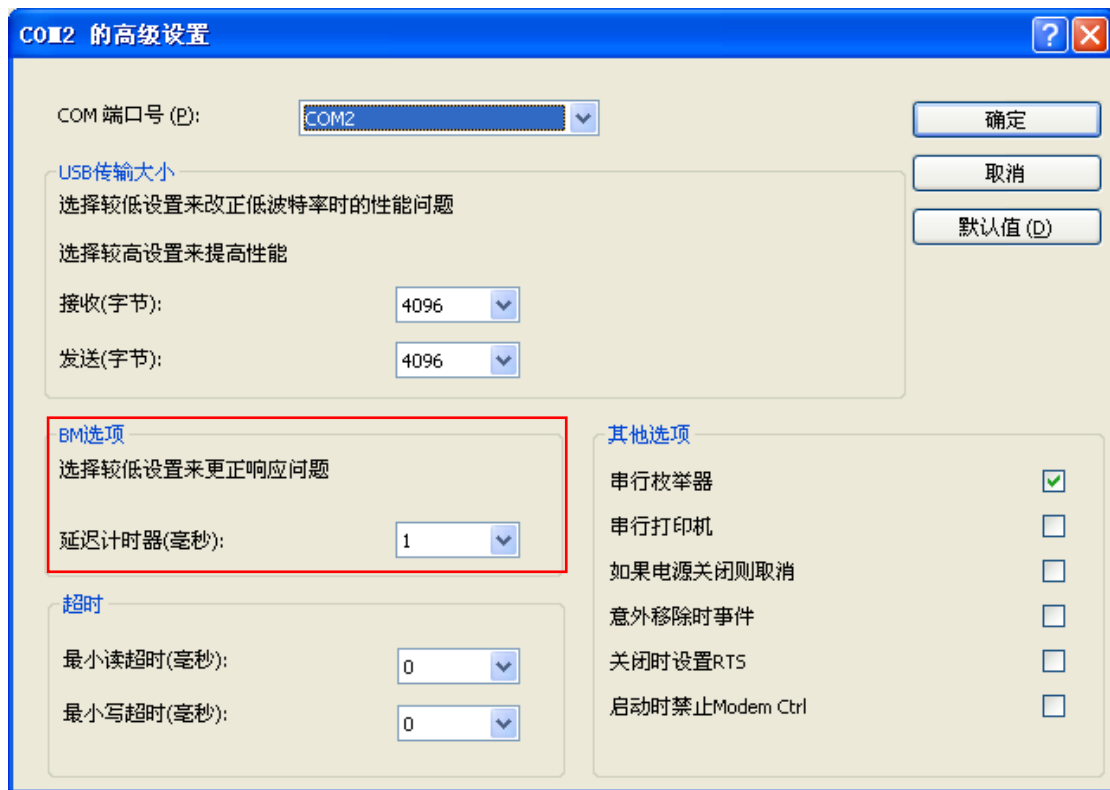 COM2 的高级设置
COM 端口号(P):
COM2
确定
取消
默认值(D)
USB传输大小
选择较低设置来改正低波特率时的性能问题
选择较高设置来提高性能
接收(字节):
4096
发送(字节):
4096
BM选项
选择较低设置来更正响应问题
延迟计时器(毫秒):
1
超时
最小读超时(毫秒):
0
最小写超时(毫秒):
0
其他选项
串行枚举器
串行打印机
如果电源关闭则取消
意外移除时事件
关闭时设置RTS
启动时禁止Modem Ctrl